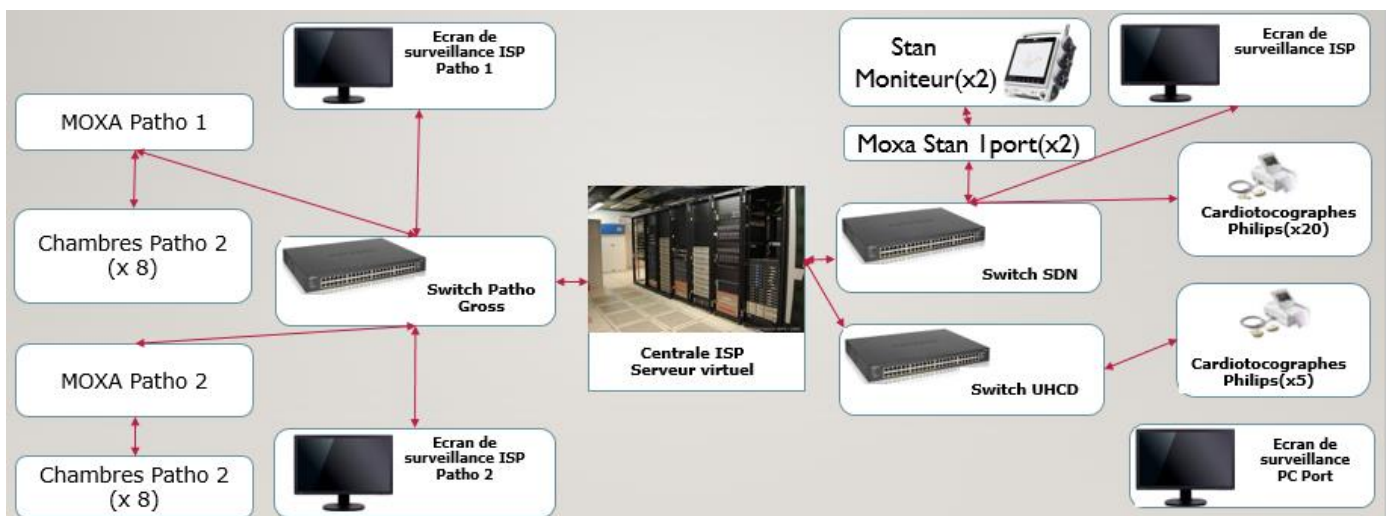 Ecran de
surveillance ISP
Patho 1
MOXA Patho 1
Chambres Patho 2
(x 8)
Switch Patho
Gross
MOXA Patho 2
Chambres Patho 2
(x 8)
Ecran de
surveillance ISP
Patho 2
Centrale ISP
Serveur virtuel
Stan
Moniteur(x2)
Moxa Stan 1port(x2)
Ecran de
surveillance ISP
Switch SDN
Cardiotocographes
Philips(x20)
Switch UHCD
Cardiotocographes
Philips(x5)
Ecran de
surveillance
PC Port